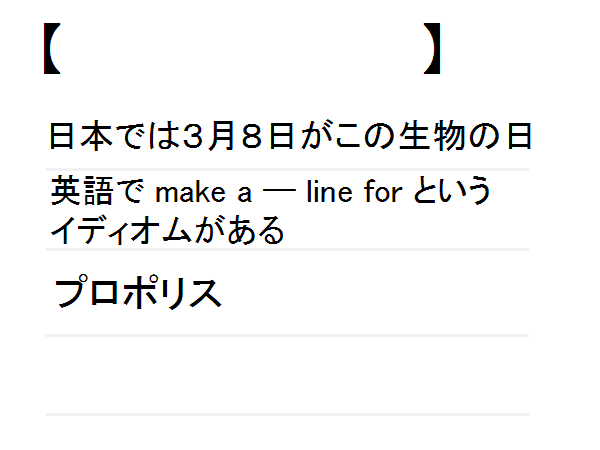 【 】
日本では３月８日がこの生物の日
英語で make a ― line for という
イディオムがある
プロポリス